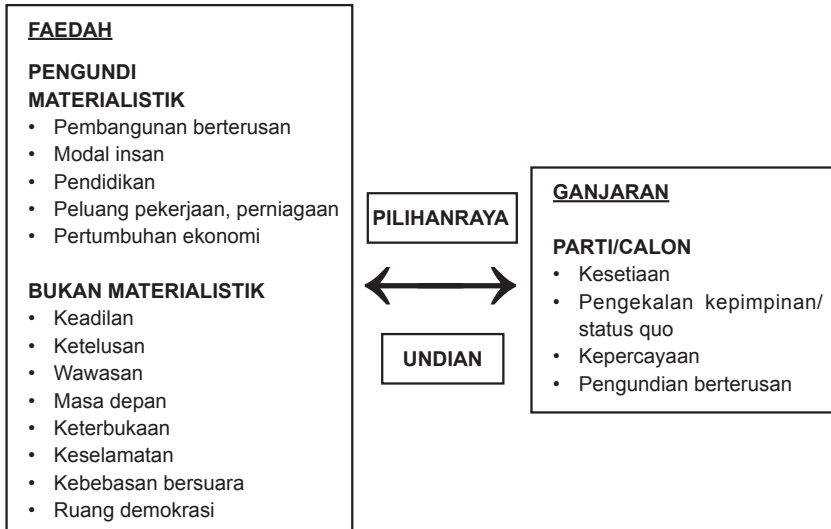 FAEDAH
PENGUNDI
MATERIALISTIK
• Pembangunan berterusan
• Modal insan
• Pendidikan
• Peluang pekerjaan, perniagaan
• Pertumbuhan ekonomi
BUKAN MATERIALISTIK
• Keadilan
• Ketelusan
• Wawasan
• Masa depan
• Keterbukaan
• Keselamatan
• Kebebasan bersuara
• Ruang demokrasi
PILIHANRAYA
UNDIAN
GANJARAN
PARTI/CALON
• Kesetiaan
• Pengekalan kepimpinan/
status quo
• Kepercayaan
• Pengundian berterusan